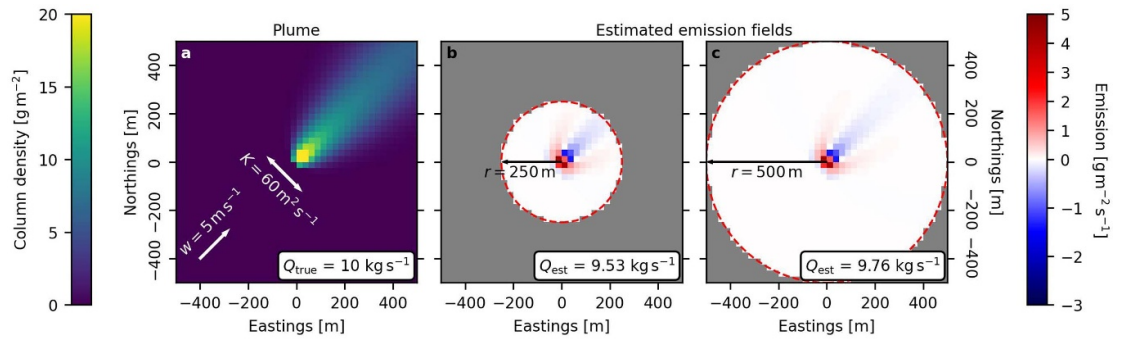 Plume
Estimated emission fields
20
15
10
5
0
Column density [g m⁻²]
a
400
200
0
−200
−400
Northings [m]
K = 60 m² s⁻¹
w = 5 m s⁻¹
Q_true = 10 kg s⁻¹
−400 −200 0 200 400
Eastings [m]
b
r = 250 m
Q_est = 9.53 kg s⁻¹
−400 −200 0 200 400
Eastings [m]
c
r = 500 m
Q_est = 9.76 kg s⁻¹
−400 −200 0 200 400
Eastings [m]
400
200
0
−200
−400
Northings [m]
5
4
3
2
1
0
−1
−2
−3
Emission [g m⁻² s⁻¹]